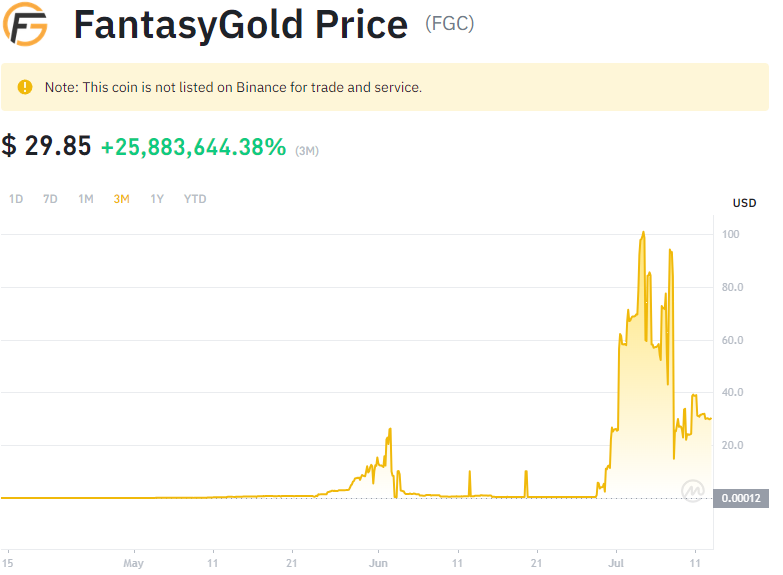 FG
FantasyGold Price (FGC)
Note: This coin is not listed on Binance for trade and service.
$ 29.85 +25,883,644.38% (3M)
1D 7D 1M 3M 1Y YTD
USD
100
80.0
60.0
40.0
20.0
0.00012
15 May 11 21 Jun 11 21 Jul 11